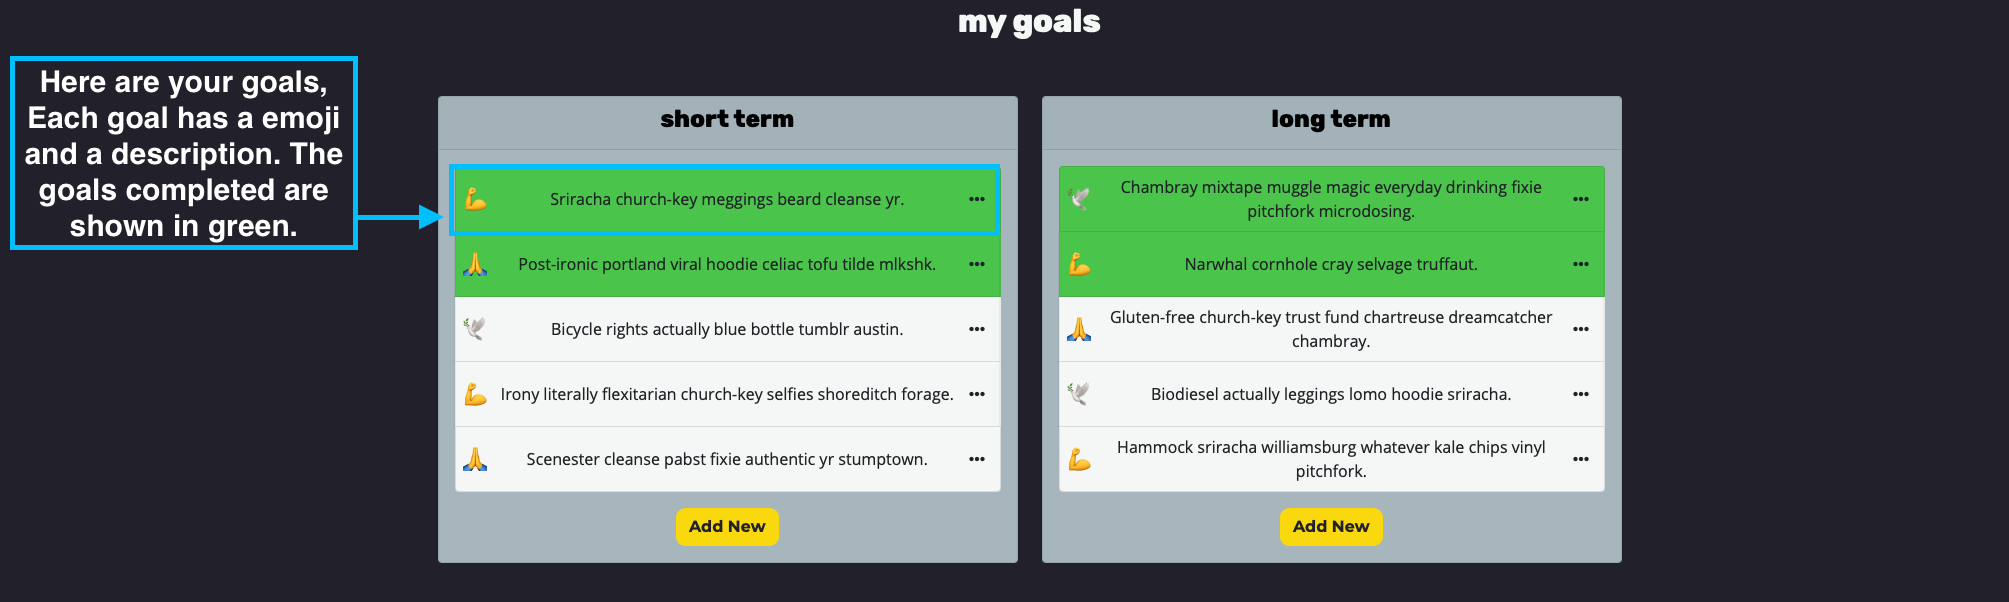 my goals
Here are your goals,
Each goal has a emoji
and a description. The
goals completed are
shown in green.
short term
Sriracha church-key meggings beard cleanse yr.
Post-ironic portland viral hoodie celiac tofu tilde mlkshk.
Bicycle rights actually blue bottle tumblr austin.
Irony literally flexitarian church-key selfies shoreditch forage.
Scenester cleanse pabst fixie authentic yr stumptown.
Add New
long term
Chambray mixtape muggle magic everyday drinking fixie
pitchfork microdosing.
Narwhal cornhole cray selvage truffaut.
Gluten-free church-key trust fund chartreuse dreamcatcher
chambray.
Biodiesel actually leggings lomo hoodie sriracha.
Hammock sriracha williamsburg whatever kale chips vinyl
pitchfork.
Add New